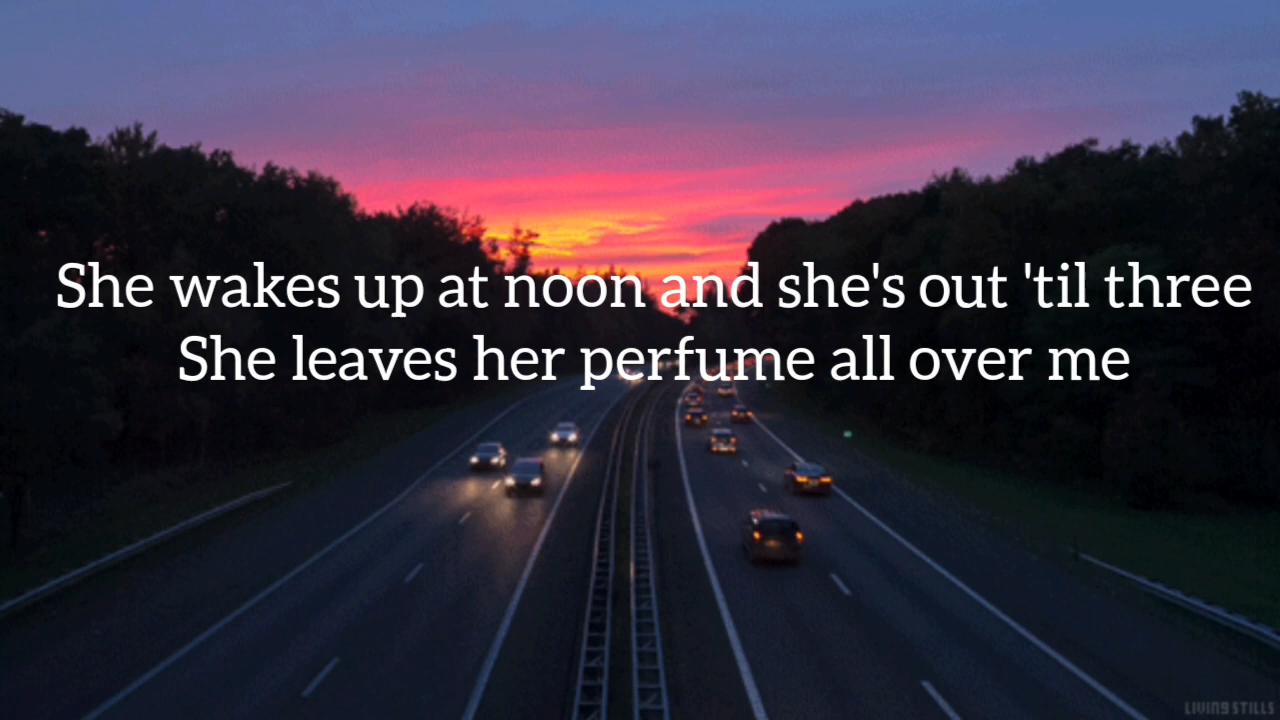 She wakes up at noon and she's out 'til three
She leaves her perfume all over me
LIVING STILLS